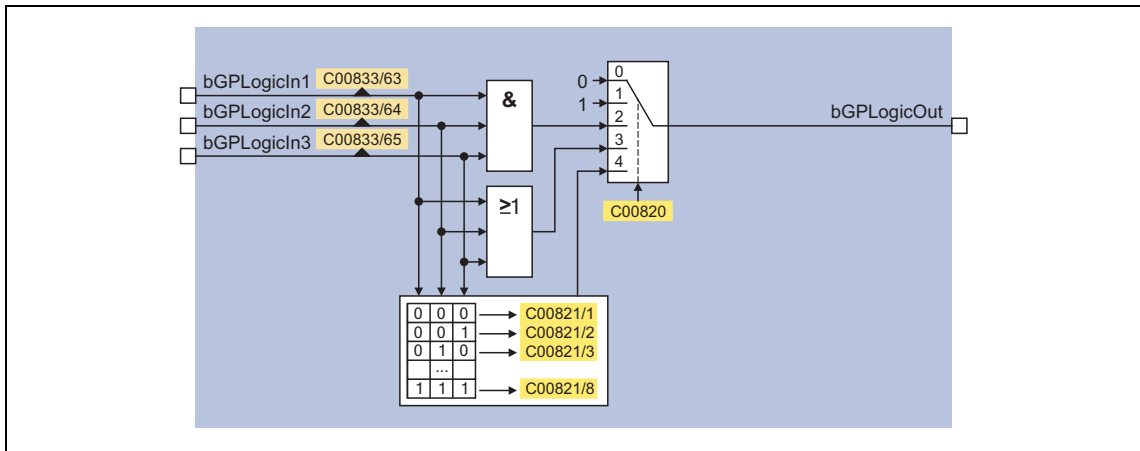 bGPLogicIn1 C00833/63
bGPLogicIn2 C00833/64
bGPLogicIn3 C00833/65
&
≥1
0 0
1 1
2
3
4
C00820
bGPLogicOut
0 0 0 C00821/1
0 0 1 C00821/2
0 1 0 C00821/3
...
1 1 1 C00821/8